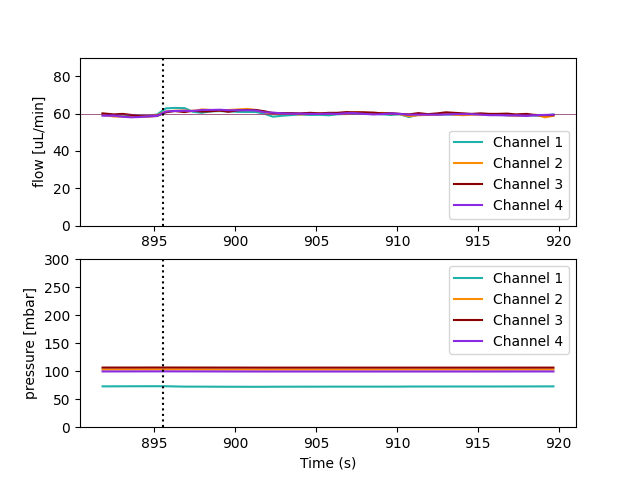 flow [uL/min]
80
60
40
20
0
Channel 1
Channel 2
Channel 3
Channel 4
895 900 905 910 915 920
pressure [mbar]
300
250
200
150
100
50
0
Channel 1
Channel 2
Channel 3
Channel 4
895 900 905 910 915 920
Time (s)